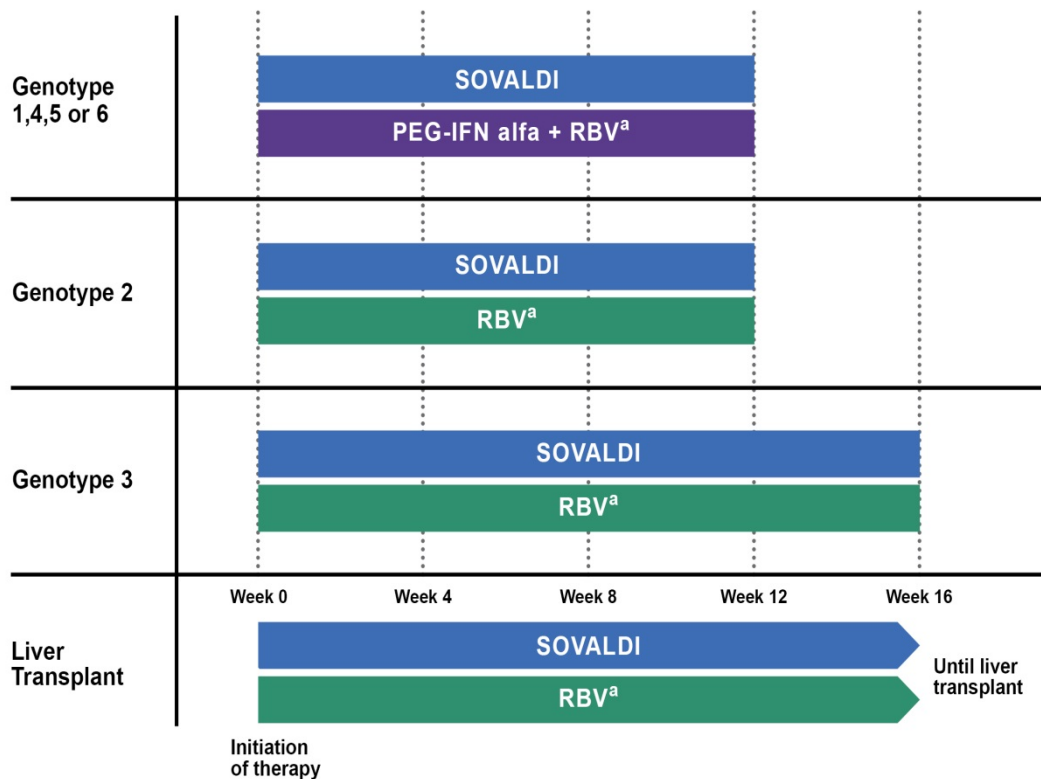 Genotype
1,4,5 or 6
SOVALDI
PEG-IFN alfa + RBVᵃ
Genotype 2
SOVALDI
RBVᵃ
Genotype 3
SOVALDI
RBVᵃ
Week 0
Week 4
Week 8
Week 12
Week 16
Liver
Transplant
SOVALDI
RBVᵃ
Until liver
transplant
Initiation
of therapy